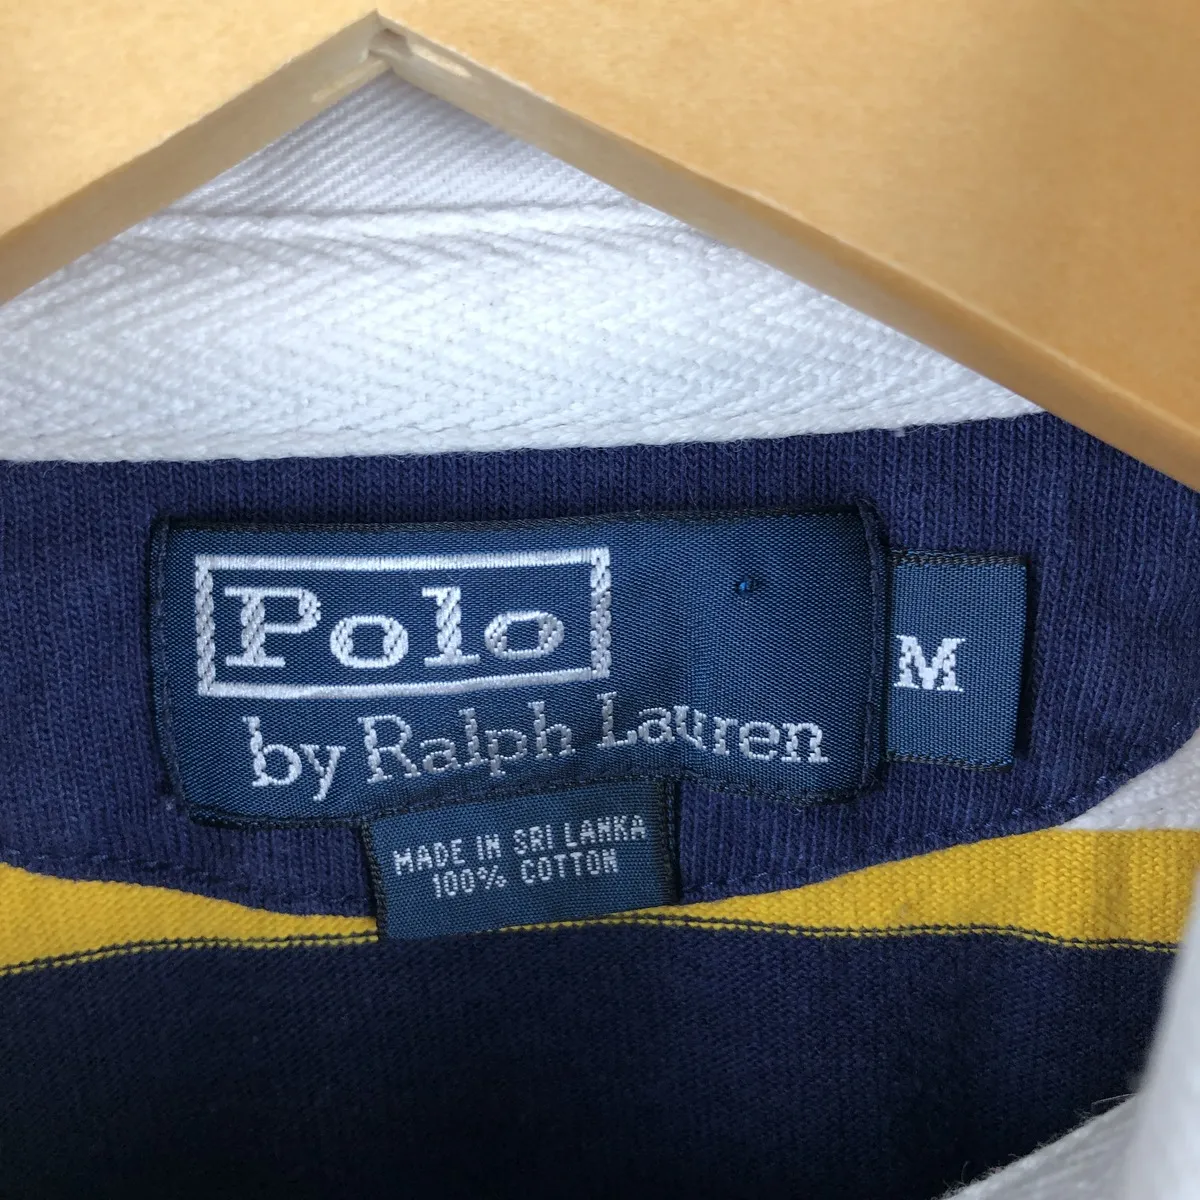 Polo
by Ralph Lauren
M
MADE IN SRI LANKA
100% COTTON